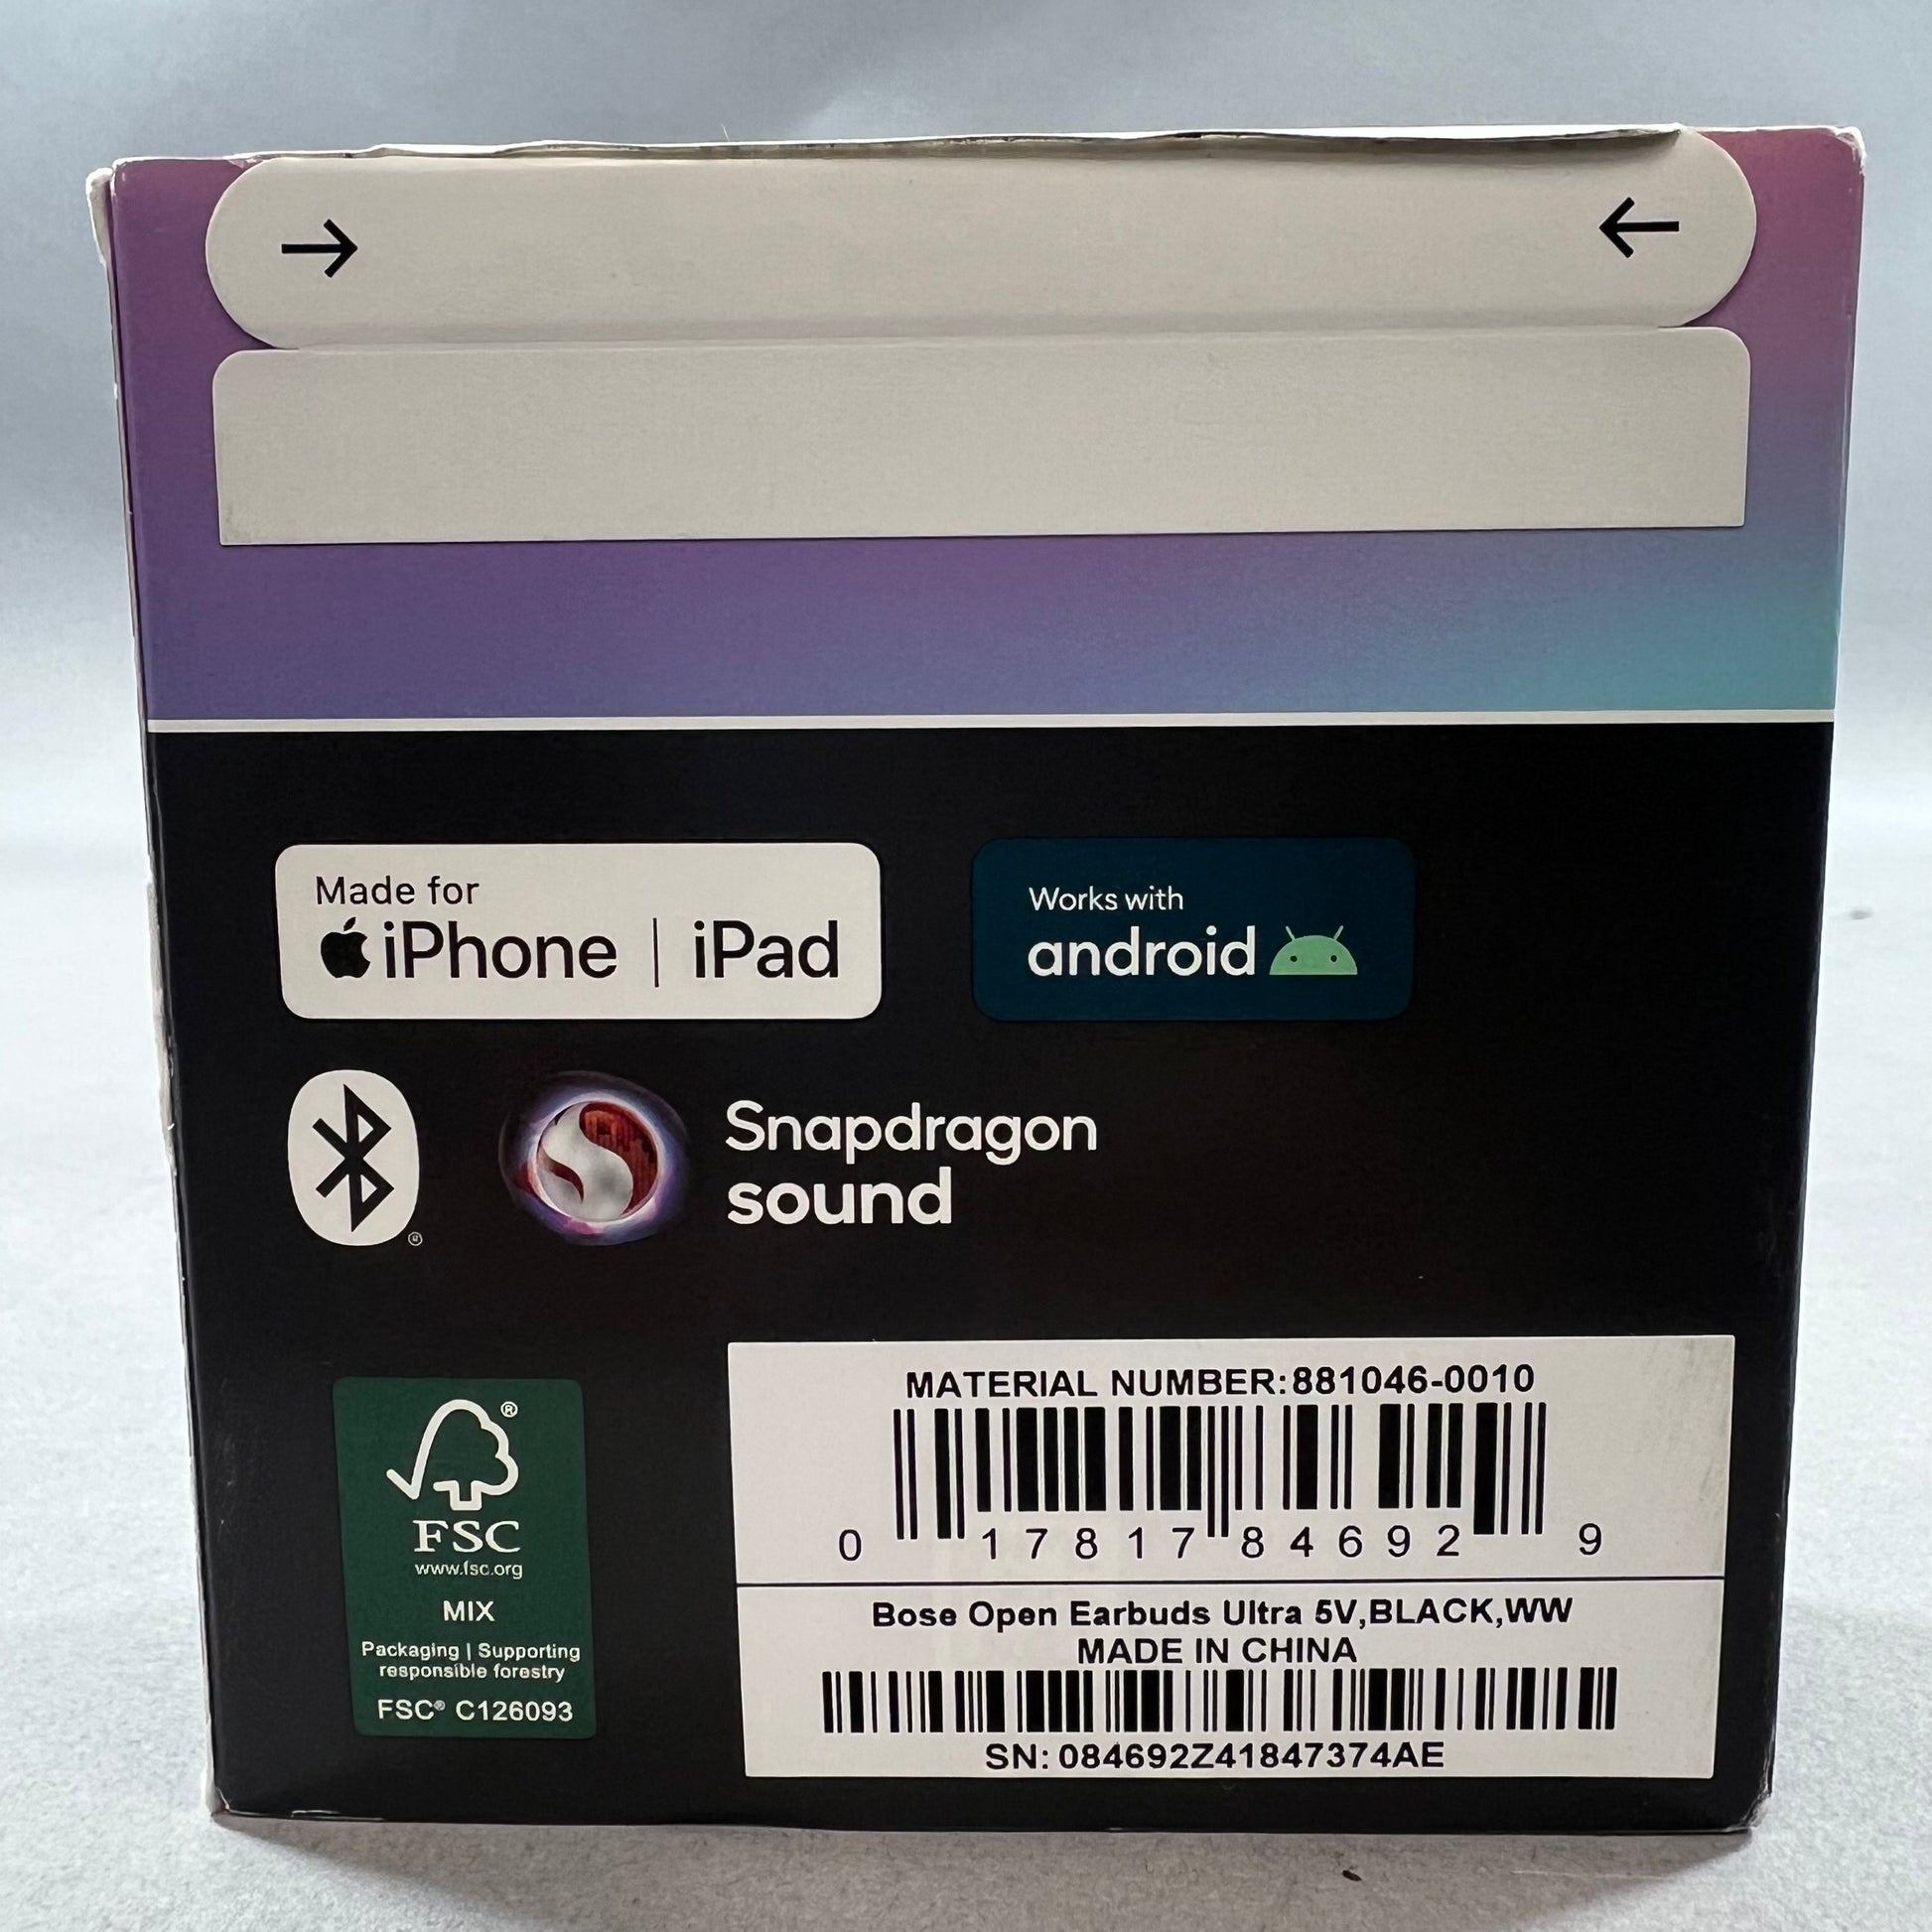 → ←
Made for
iPhone | iPad
Works with
android
Snapdragon
sound
®
MATERIAL NUMBER:881046-0010
0 17817 84692 9
Bose Open Earbuds Ultra 5V,BLACK,WW
MADE IN CHINA
SN: 084692Z41847374AE
®
FSC
www.fsc.org
MIX
Packaging | Supporting
responsible forestry
FSC® C126093